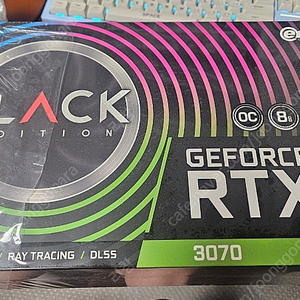 LACK
DITION
OC 8
GEFORCE
RTX
/ RAY TRACING / DLSS
3070